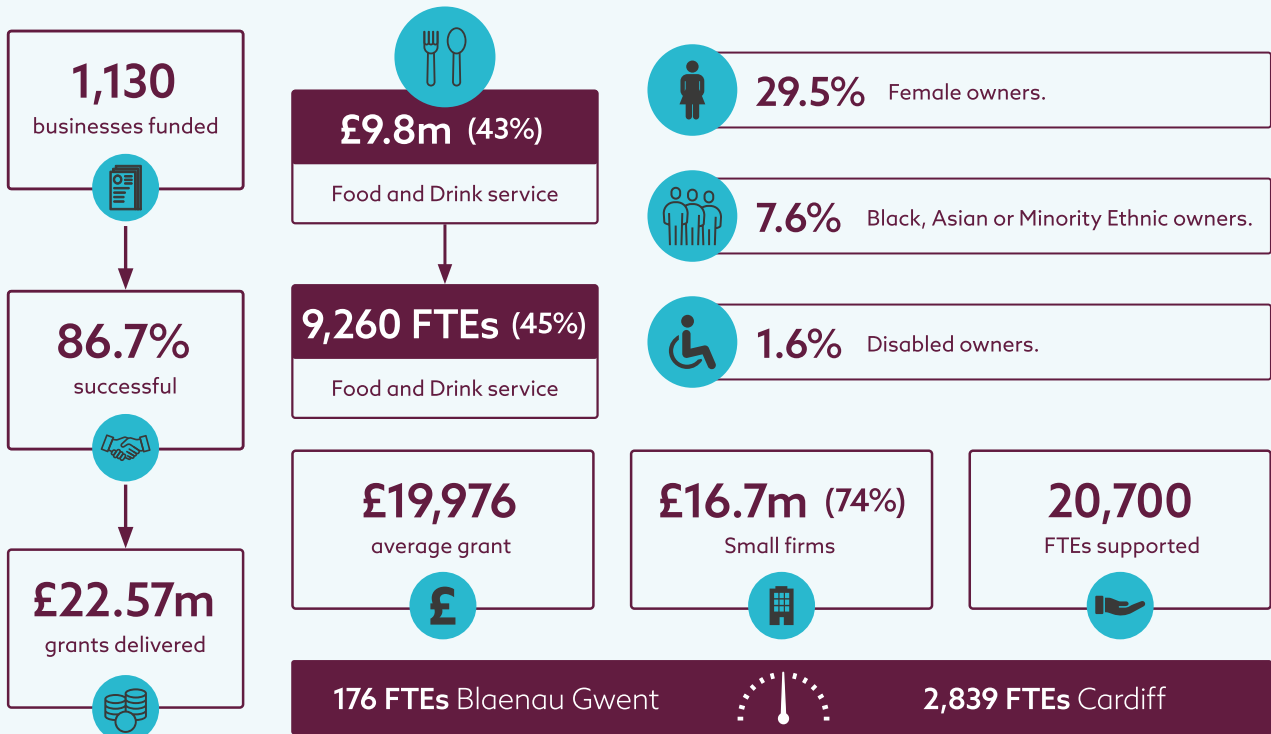 1,130
businesses funded
86.7%
successful
£22.57m
grants delivered
£9.8m (43%)
Food and Drink service
9,260 FTEs (45%)
Food and Drink service
29.5% Female owners.
7.6% Black, Asian or Minority Ethnic owners.
1.6% Disabled owners.
£19,976
average grant
£
£16.7m (74%)
Small firms
20,700
FTEs supported
176 FTEs Blaenau Gwent
2,839 FTEs Cardiff